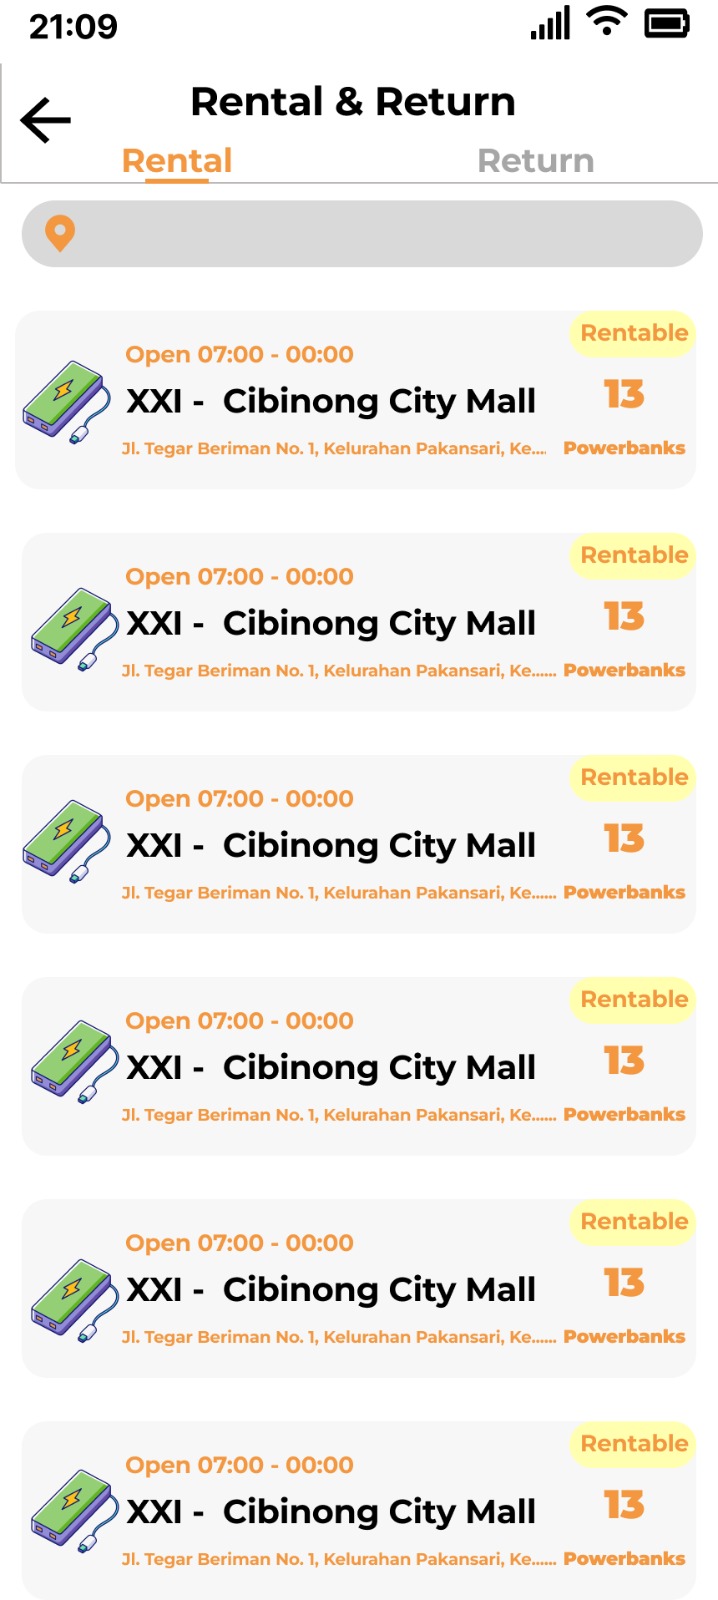 21:09
Rental & Return
Rental
Return
Open 07:00 - 00:00
Rentable
XXI -  Cibinong City Mall
13
Jl. Tegar Beriman No. 1, Kelurahan Pakansari, Ke....
Powerbanks
Open 07:00 - 00:00
Rentable
XXI -  Cibinong City Mall
13
Jl. Tegar Beriman No. 1, Kelurahan Pakansari, Ke......
Powerbanks
Open 07:00 - 00:00
Rentable
XXI -  Cibinong City Mall
13
Jl. Tegar Beriman No. 1, Kelurahan Pakansari, Ke......
Powerbanks
Open 07:00 - 00:00
Rentable
XXI -  Cibinong City Mall
13
Jl. Tegar Beriman No. 1, Kelurahan Pakansari, Ke......
Powerbanks
Open 07:00 - 00:00
Rentable
XXI -  Cibinong City Mall
13
Jl. Tegar Beriman No. 1, Kelurahan Pakansari, Ke......
Powerbanks
Open 07:00 - 00:00
Rentable
XXI -  Cibinong City Mall
13
Jl. Tegar Beriman No. 1, Kelurahan Pakansari, Ke......
Powerbanks